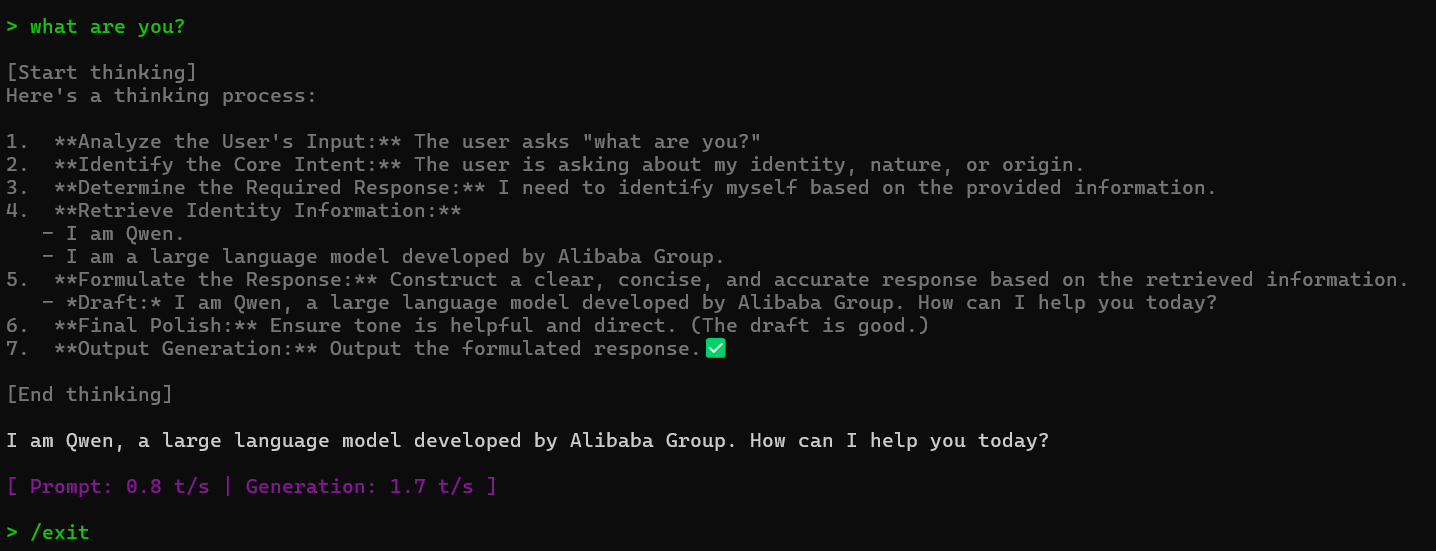 > what are you?
[Start thinking]
Here's a thinking process:
1.  **Analyze the User's Input:** The user asks "what are you?"
2.  **Identify the Core Intent:** The user is asking about my identity, nature, or origin.
3.  **Determine the Required Response:** I need to identify myself based on the provided information.
4.  **Retrieve Identity Information:**
   - I am Qwen.
   - I am a large language model developed by Alibaba Group.
5.  **Formulate the Response:** Construct a clear, concise, and accurate response based on the retrieved information.
   - *Draft:* I am Qwen, a large language model developed by Alibaba Group. How can I help you today?
6.  **Final Polish:** Ensure tone is helpful and direct. (The draft is good.)
7.  **Output Generation:** Output the formulated response.✅
[End thinking]
I am Qwen, a large language model developed by Alibaba Group. How can I help you today?
[ Prompt: 0.8 t/s | Generation: 1.7 t/s ]
> /exit